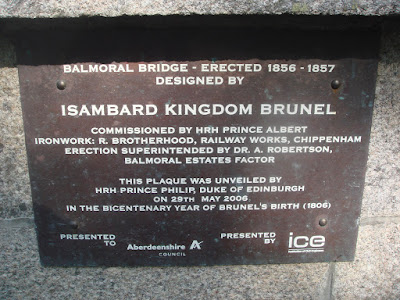 BALMORAL BRIDGE - ERECTED 1856 - 1857
DESIGNED BY
ISAMBARD KINGDOM BRUNEL
COMMISSIONED BY HRH PRINCE ALBERT
IRONWORK: R. BROTHERHOOD, RAILWAY WORKS, CHIPPENHAM
ERECTION SUPERINTENDED BY DR. A. ROBERTSON,
BALMORAL ESTATES FACTOR
THIS PLAQUE WAS UNVEILED BY
HRH PRINCE PHILIP, DUKE OF EDINBURGH
ON 29TH MAY 2006
IN THE BICENTENARY YEAR OF BRUNEL'S BIRTH (1806)
PRESENTED TO
Aberdeenshire
COUNCIL
PRESENTED BY
ice